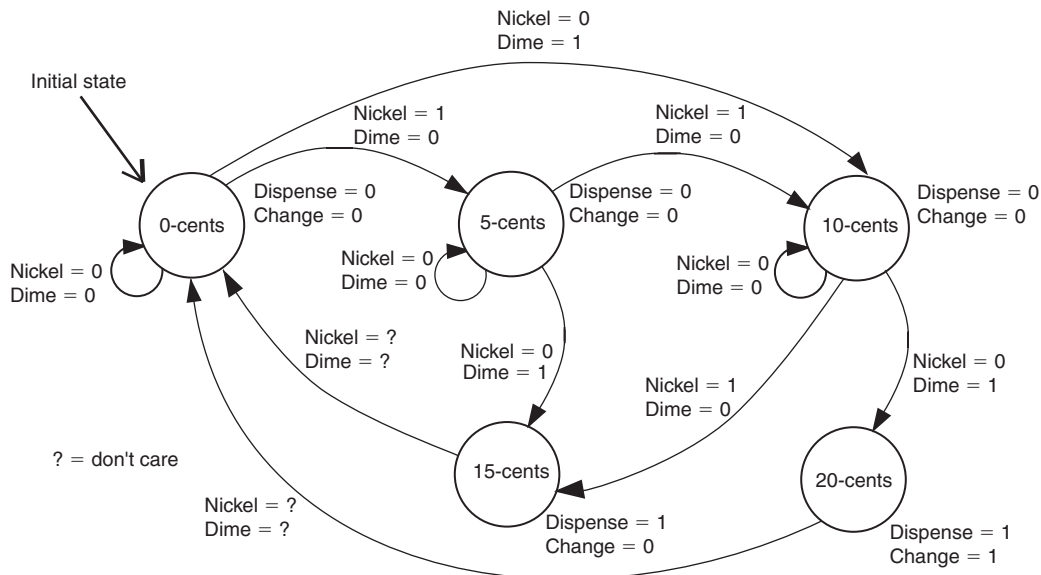 Nickel = 0
Dime = 1
Initial state
Nickel = 1
Dime = 0
Nickel = 1
Dime = 0
0-cents
Dispense = 0
Change = 0
5-cents
Dispense = 0
Change = 0
10-cents
Dispense = 0
Change = 0
Nickel = 0
Dime = 0
Nickel = 0
Dime = 0
Nickel = 0
Dime = 0
Nickel = ?
Dime = ?
Nickel = 0
Dime = 1
Nickel = 1
Dime = 0
Nickel = 0
Dime = 1
? = don't care
15-cents
20-cents
Nickel = ?
Dime = ?
Dispense = 1
Change = 0
Dispense = 1
Change = 1